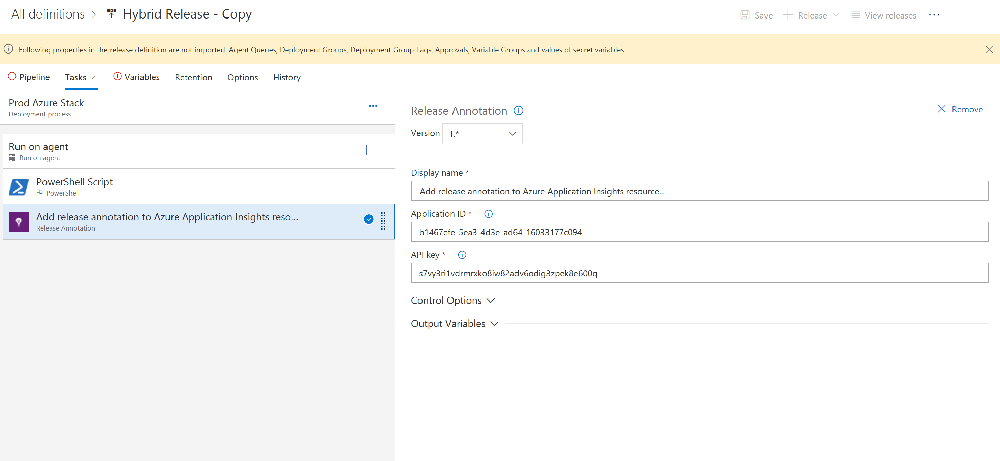 All definitions > Hybrid Release - Copy
Save Release View releases ...
Following properties in the release definition are not imported: Agent Queues, Deployment Groups, Deployment Group Tags, Approvals, Variable Groups and values of secret variables.
Pipeline Tasks Variables Retention Options History
Prod Azure Stack
Deployment process
Run on agent
Run on agent
PowerShell Script
PowerShell
Add release annotation to Azure Application Insights reso...
Release Annotation
Release Annotation
Remove
Version 1.*
Display name *
Add release annotation to Azure Application Insights resource...
Application ID *
b1467efe-5ea3-4d3e-ad64-16033177c094
API key *
s7vy3ri1vdrmrxko8iw82adv6odig3zpek8e600q
Control Options
Output Variables